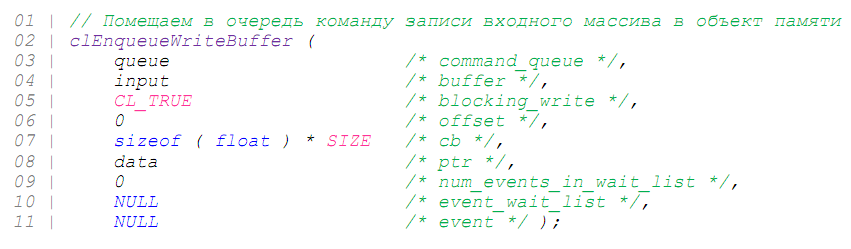 01 | // Помещаем в очередь команду записи входного массива в объект памяти
02 | clEnqueueWriteBuffer (
03 |     queue                     /* command_queue */,
04 |     input                     /* buffer */,
05 |     CL_TRUE                   /* blocking_write */,
06 |     0                         /* offset */,
07 |     sizeof ( float ) * SIZE   /* cb */,
08 |     data                      /* ptr */,
09 |     0                         /* num_events_in_wait_list */,
10 |     NULL                      /* event_wait_list */,
11 |     NULL                      /* event */ );